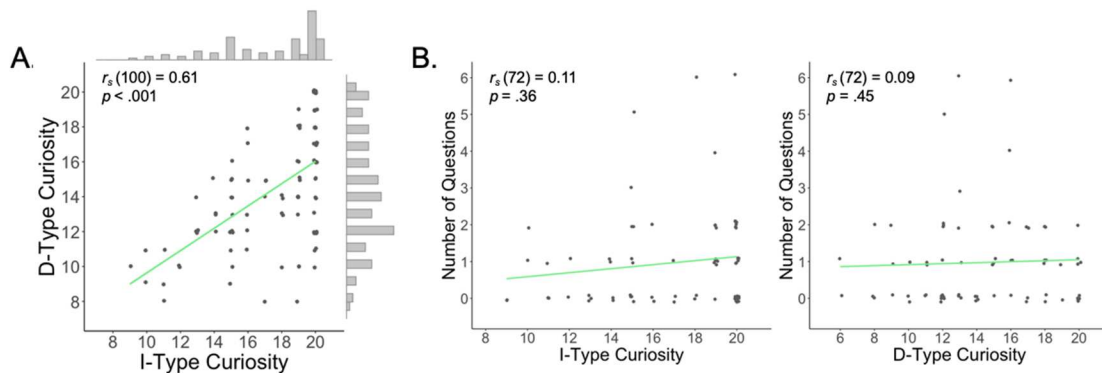 A.
r_s (100) = 0.61
p < .001
D-Type Curiosity
20
18
16
14
12
10
8
8 10 12 14 16 18 20
I-Type Curiosity
B.
r_s (72) = 0.11
p = .36
Number of Questions
6
5
4
3
2
1
0
8 10 12 14 16 18 20
I-Type Curiosity
r_s (72) = 0.09
p = .45
Number of Questions
6
5
4
3
2
1
0
6 8 10 12 14 16 18 20
D-Type Curiosity